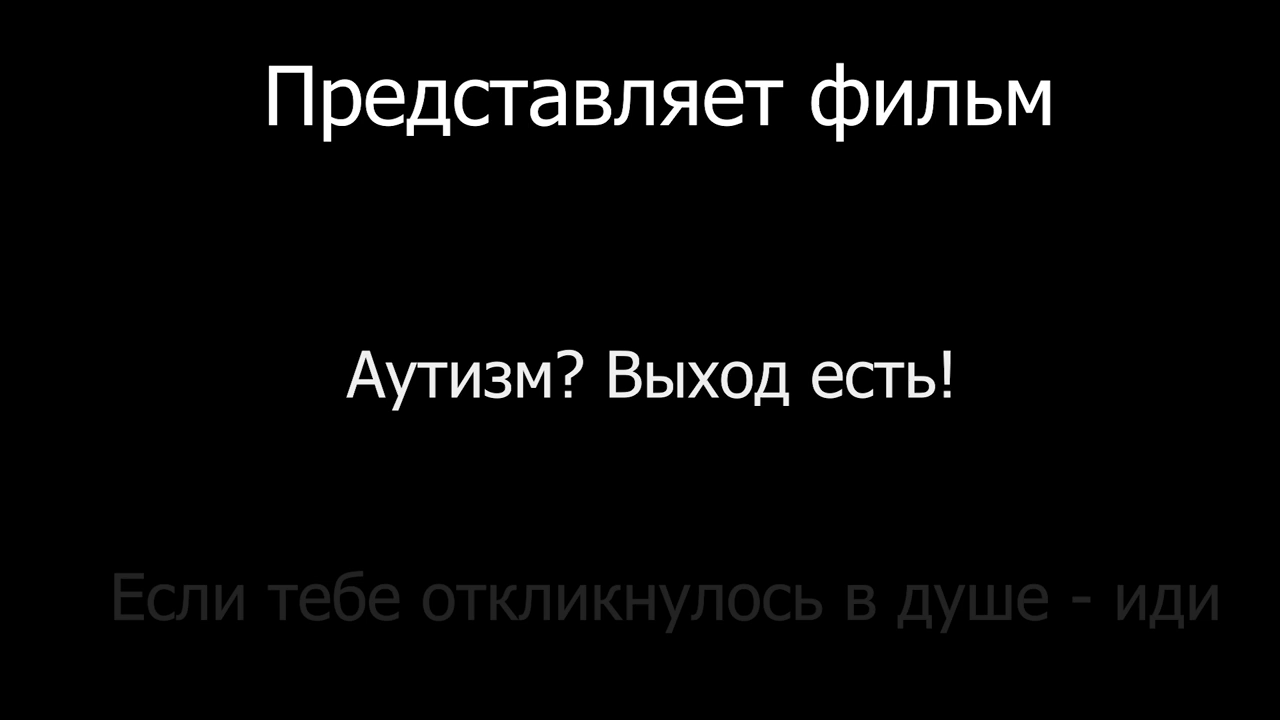 Представляет фильм
Аутизм? Выход есть!
Если тебе откликнулось в душе - иди